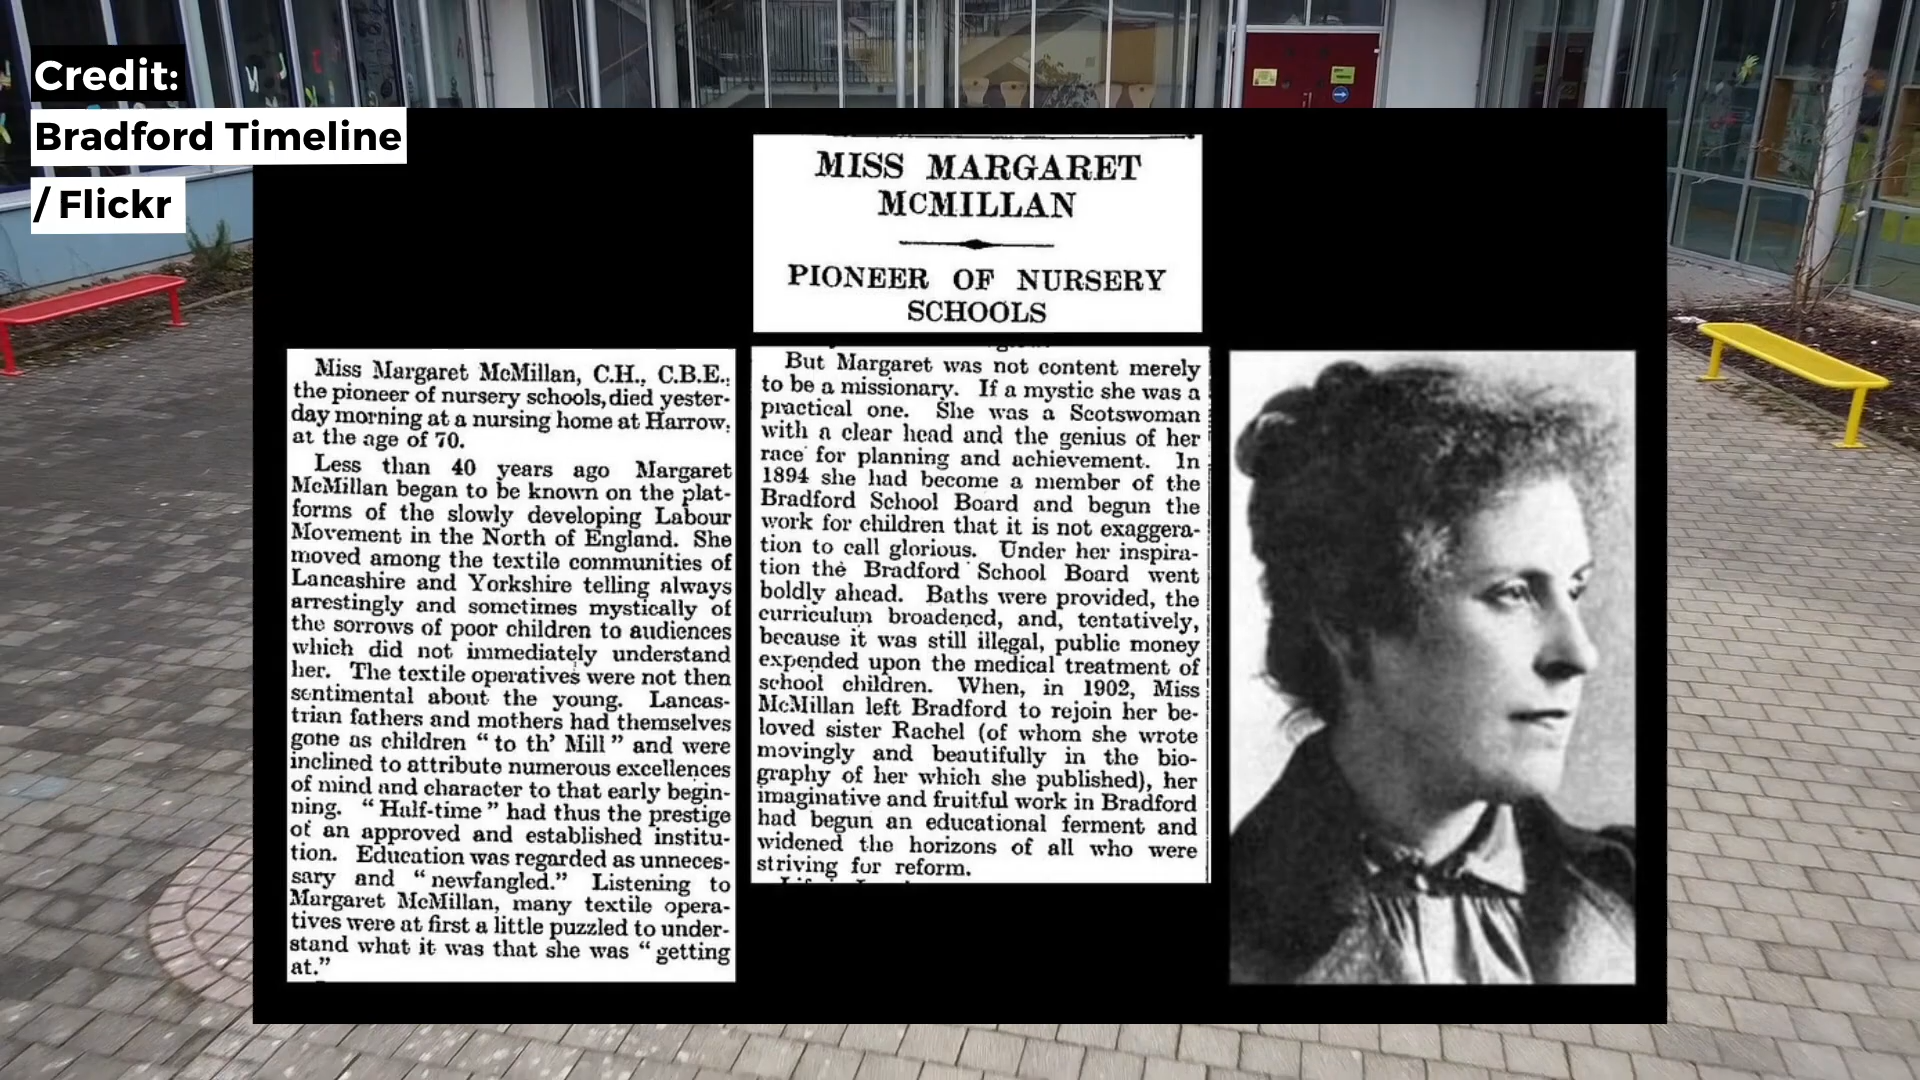 Credit:
Bradford Timeline
/ Flickr
MISS MARGARET
McMILLAN
PIONEER OF NURSERY
SCHOOLS
Miss Margaret McMillan, C.H., C.B.E.,
the pioneer of nursery schools, died yester-
day morning at a nursing home at Harrow,
at the age of 70.
Less than 40 years ago Margaret
McMillan began to be known on the plat-
forms of the slowly developing Labour
Movement in the North of England. She
moved among the textile communities of
Lancashire and Yorkshire telling always
arrestingly and sometimes mystically of
the sorrows of poor children to audiences
which did not immediately understand
her. The textile operatives were not then
sentimental about the young. Lancas-
trian fathers and mothers had themselves
gone as children “ to th’ Mill ” and were
inclined to attribute numerous excellences
of mind and character to that early begin-
ning. “ Half-time ” had thus the prestige
of an approved and established institu-
tion. Education was regarded as unneces-
sary and “ newfangled.” Listening to
Margaret McMillan, many textile opera-
tives were at first a little puzzled to under-
stand what it was that she was “ getting
at.”
But Margaret was not content merely
to be a missionary. If a mystic she was a
practical one. She was a Scotswoman
with a clear head and the genius of her
race for planning and achievement. In
1894 she had become a member of the
Bradford School Board and begun the
work for children that it is not exaggera-
tion to call glorious. Under her inspira-
tion the Bradford School Board went
boldly ahead. Baths were provided, the
curriculum broadened, and, tentatively,
because it was still illegal, public money
expended upon the medical treatment of
school children. When, in 1902, Miss
McMillan left Bradford to rejoin her be-
loved sister Rachel (of whom she wrote
movingly and beautifully in the bio-
graphy of her which she published), her
imaginative and fruitful work in Bradford
had begun an educational ferment and
widened the horizons of all who were
striving for reform.